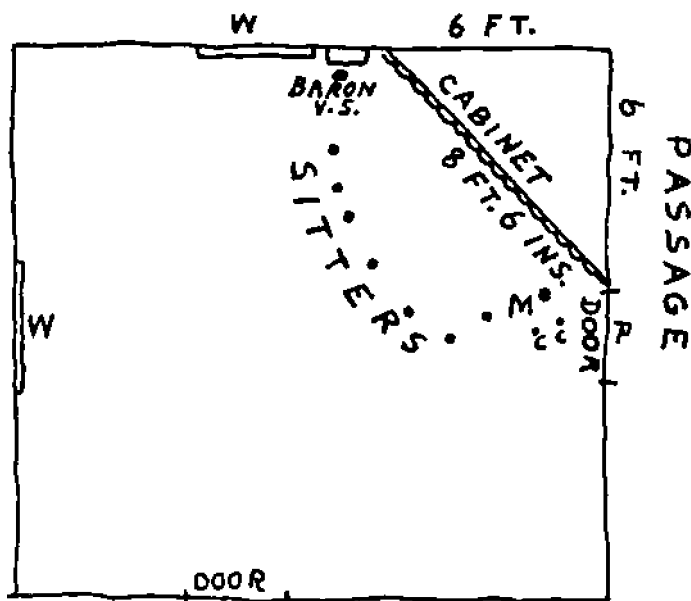 W
6 FT.
BARON
V.S.
CABINET
8 FT. 6 INS.
6 FT.
PASSAGE
SITTERS
W
M
c c
DOOR
P
DOOR